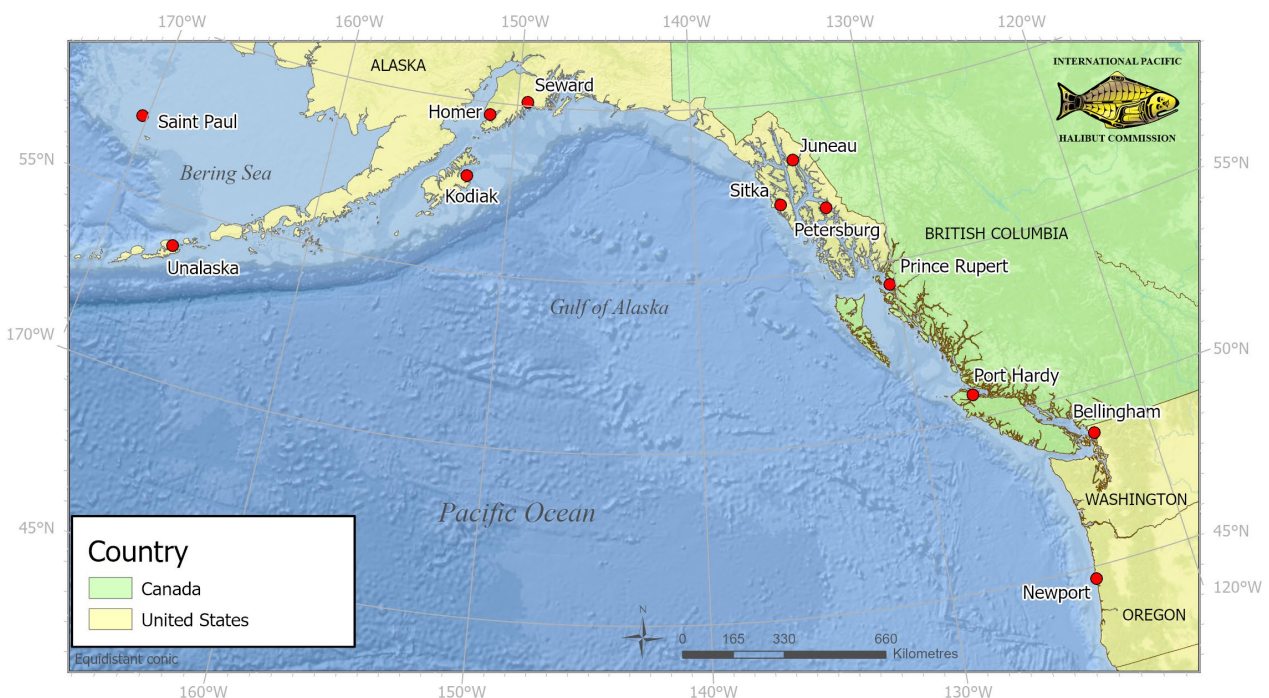 170°W
160°W
150°W
140°W
130°W
120°W
ALASKA
INTERNATIONAL PACIFIC
HALIBUT COMMISSION
Seward
Homer
Saint Paul
Juneau
55°N
55°N
Bering Sea
Kodiak
Sitka
Petersburg
BRITISH COLUMBIA
Unalaska
Prince Rupert
Gulf of Alaska
170°W
50°N
Port Hardy
Bellingham
WASHINGTON
Pacific Ocean
45°N
45°N
Country
Canada
United States
Newport
120°W
OREGON
N
0 165 330 660
Kilometres
Equidistant conic
160°W
150°W
140°W
130°W